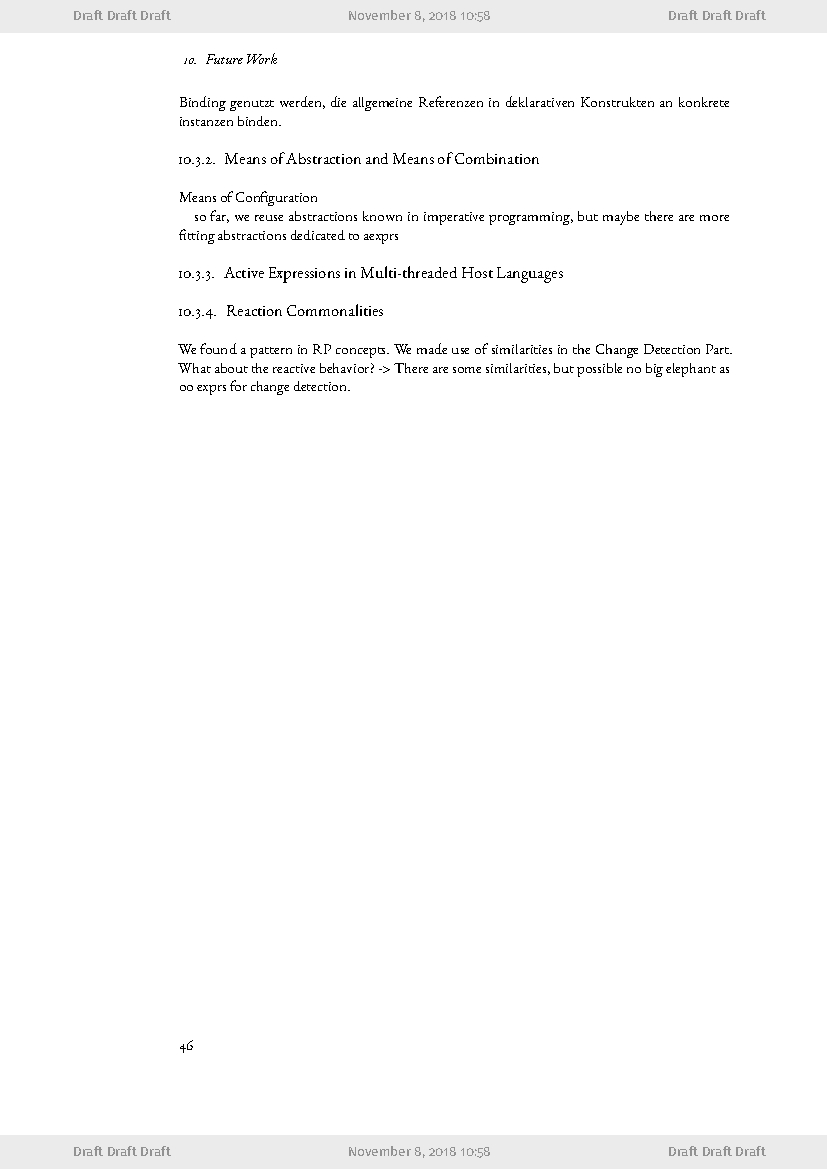 Draft Draft Draft November 8, 2018 10:58 Draft Draft Draft
10. Future Work
Binding genutzt werden, die allgemeine Referenzen in deklarativen Konstrukten an konkrete
instanzen binden.
10.3.2. Means of Abstraction and Means of Combination
Means of Configuration
so far, we reuse abstractions known in imperative programming, but maybe there are more
fitting abstractions dedicated to aexprs
10.3.3. Active Expressions in Multi-threaded Host Languages
10.3.4. Reaction Commonalities
We found a pattern in RP concepts. We made use of similarities in the Change Detection Part.
What about the reactive behavior? -> There are some similarities, but possible no big elephant as
oo exprs for change detection.
46
Draft Draft Draft November 8, 2018 10:58 Draft Draft Draft